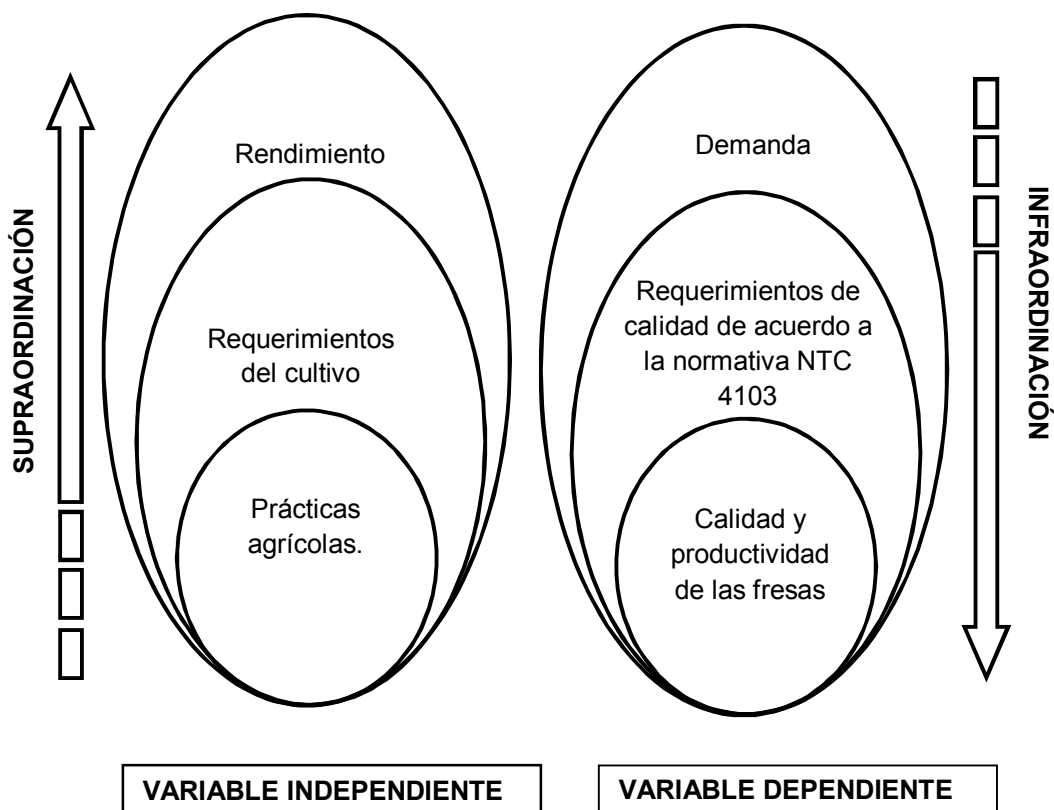 SUPRAORDINACIÓN
Rendimiento
Requerimientos
del cultivo
Prácticas
agrícolas.
Demanda
Requerimientos de
calidad de acuerdo a
la normativa NTC
4103
Calidad y
productividad
de las fresas
INFRAORDINACIÓN
VARIABLE INDEPENDIENTE
VARIABLE DEPENDIENTE